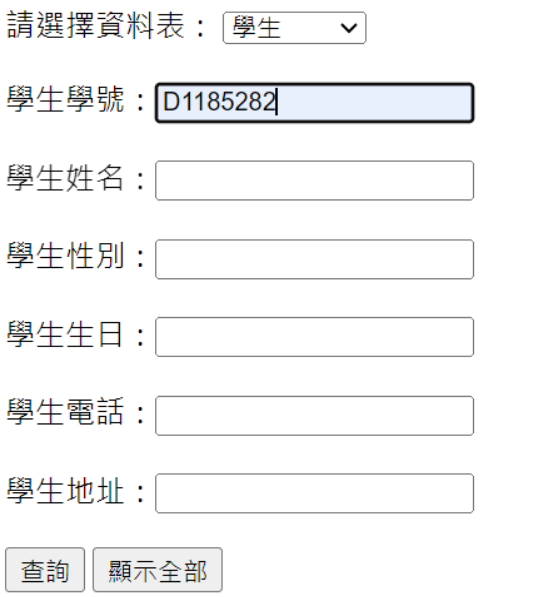 請選擇資料表： 學生
學生學號：D1185282
學生姓名：
學生性別：
學生生日：
學生電話：
學生地址：
查詢 顯示全部